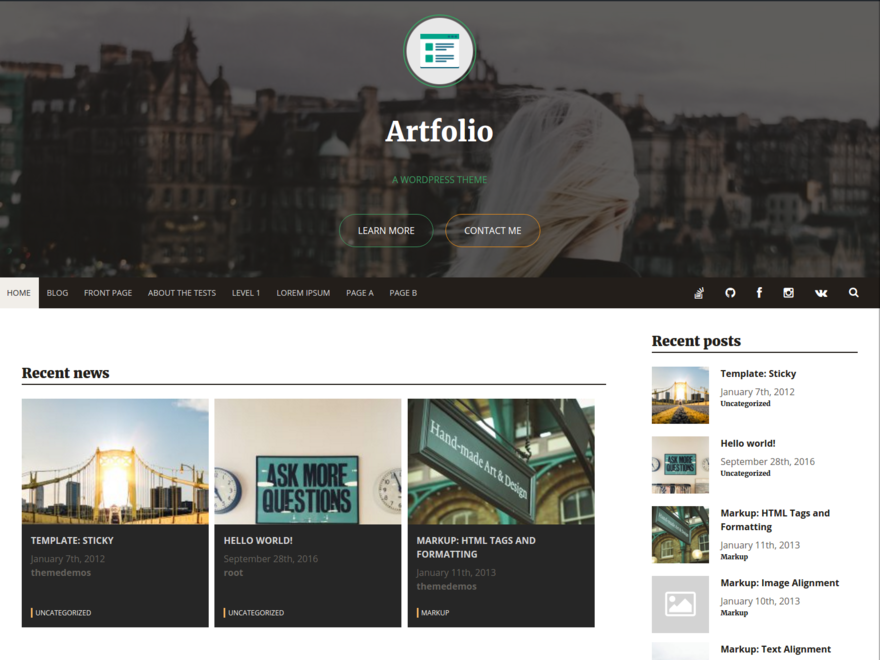 Artfolio
A WORDPRESS THEME
LEARN MORE
CONTACT ME
HOME
BLOG
FRONT PAGE
ABOUT THE TESTS
LEVEL 1
LOREM IPSUM
PAGE A
PAGE B
Recent news
ASK MORE
QUESTIONS
Hand-made Art & Design
TEMPLATE: STICKY
January 7th, 2012
themedemos
UNCATEGORIZED
HELLO WORLD!
September 28th, 2016
root
UNCATEGORIZED
MARKUP: HTML TAGS AND
FORMATTING
January 11th, 2013
themedemos
MARKUP
Recent posts
Template: Sticky
January 7th, 2012
Uncategorized
ASK MORE
QUESTIONS
Hello world!
September 28th, 2016
Uncategorized
Markup: HTML Tags and
Formatting
January 11th, 2013
Markup
Markup: Image Alignment
January 10th, 2013
Markup
Markup: Text Alignment